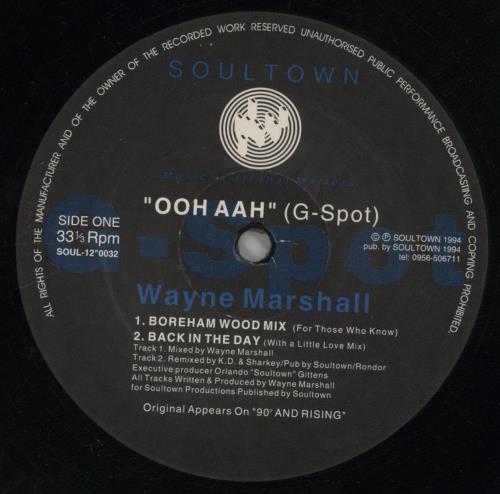 ALL RIGHTS OF THE MANUFACTURER AND OF THE OWNER OF THE RECORDED WORK RESERVED UNAUTHORISED PUBLIC PERFORMANCE BROADCASTING AND COPYING PROHIBITED.
SOULTOWN
Music is all that Matters
"OOH AAH" (G-Spot)
SIDE ONE
33⅓ Rpm
SOUL-12"0032
© ℗ SOULTOWN 1994
pub. by SOULTOWN 1994
tel: 0956-506711
G-Spot
Wayne Marshall
1. BOREHAM WOOD MIX (For Those Who Know)
2. BACK IN THE DAY (With a Little Love Mix)
Track 1. Mixed by Wayne Marshall
Track 2. Remixed by K.D. & Sharkey/Pub by Soultown/Rondor
Executive producer Orlando "Soultown" Gittens
All Tracks Written & Produced by Wayne Marshall
for Soultown Productions Published by Soultown
Original Appears On "90° AND RISING"